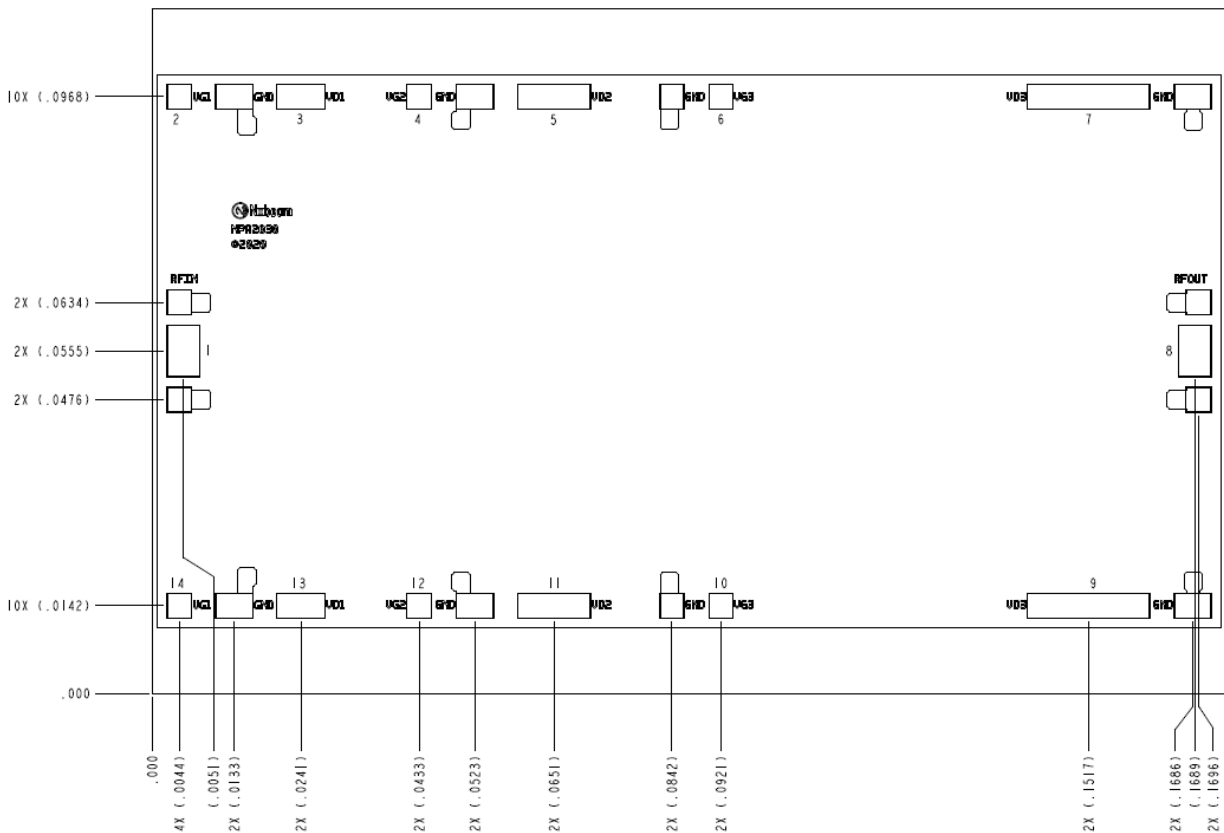 10X (.0968)
VG1 GND VD1 VG2 GND VD2 GND VG3 VD3 GND
2 3 4 5 6 7
MPA2030
©2020
RFIN RFOUT
2X (.0634)
2X (.0555) 1 8
2X (.0476)
14 13 12 11 10 9
10X (.0142) VG1 GND VD1 VG2 GND VD2 GND VG3 VD3 GND
.000
.000
4X (.0044)
(.0051)
2X (.0133)
2X (.0241)
2X (.0433)
2X (.0523)
2X (.0651)
2X (.0842)
2X (.0921)
2X (.1517)
2X (.1686)
(.1689)
2X (.1696)